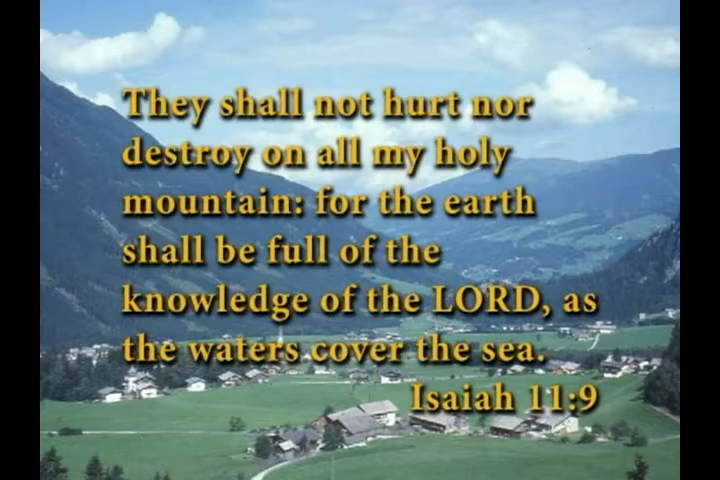 They shall not hurt nor
destroy on all my holy
mountain: for the earth
shall be full of the
knowledge of the LORD, as
the waters cover the sea.
Isaiah 11:9